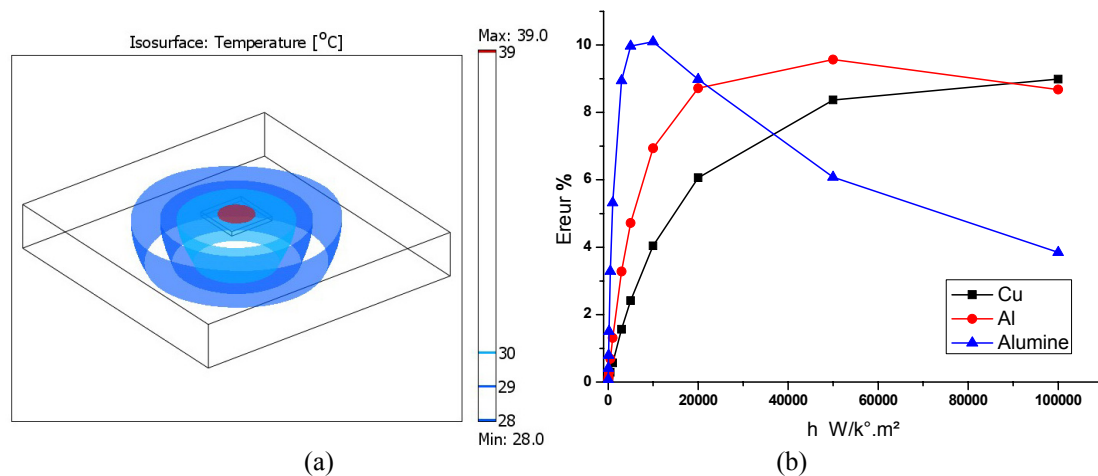 Isosurface: Temperature [°C]
Max: 39.0
39
30
29
28
Min: 28.0
(a)
10
8
6
4
2
0
Ereur %
0
20000
40000
60000
80000
100000
h W/k°.m²
Cu
Al
Alumine
(b)